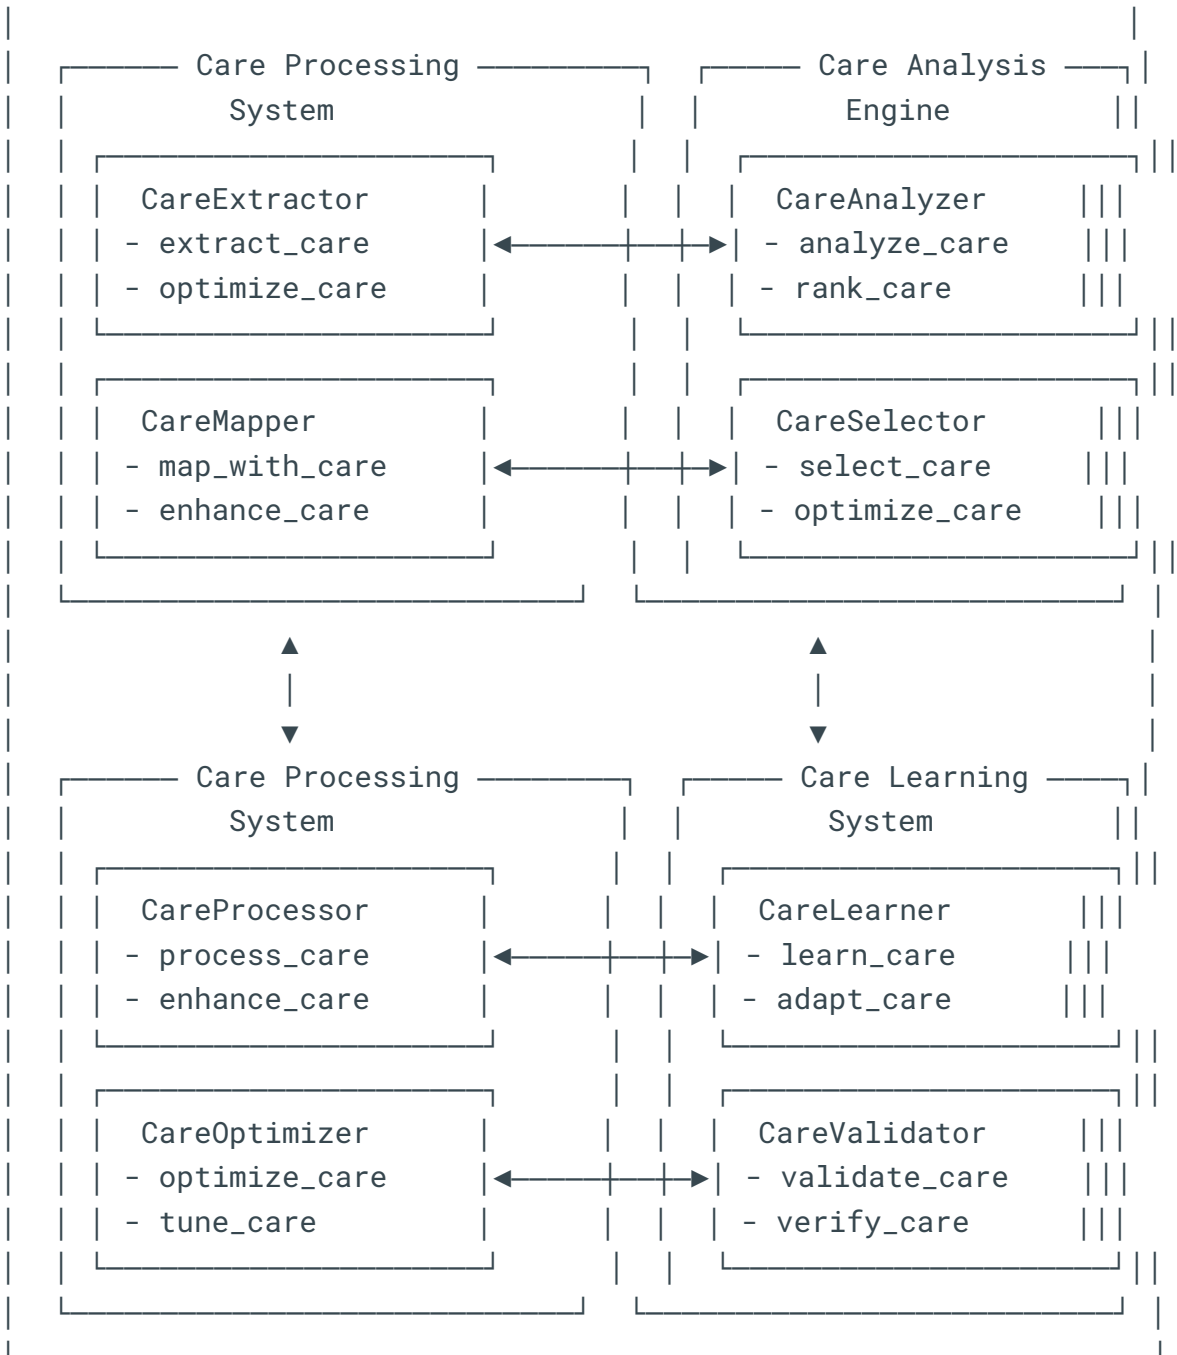 Care Processing Care Analysis
System Engine
CareExtractor CareAnalyzer
- extract_care - analyze_care
- optimize_care - rank_care
CareMapper CareSelector
- map_with_care - select_care
- enhance_care - optimize_care
Care Processing Care Learning
System System
CareProcessor CareLearner
- process_care - learn_care
- enhance_care - adapt_care
CareOptimizer CareValidator
- optimize_care - validate_care
- tune_care - verify_care